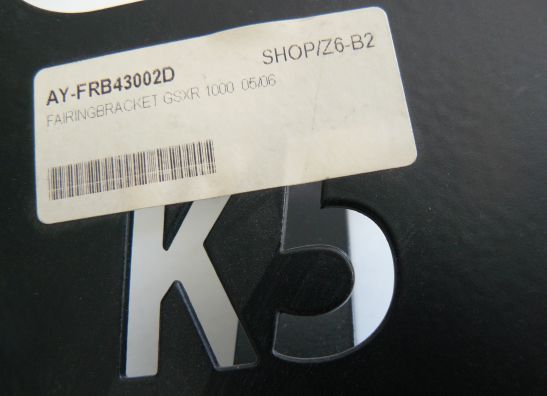 AY-FRB43002D SHOP/Z6-B2
FAIRINGBRACKET GSXR 1000 05/06
K5